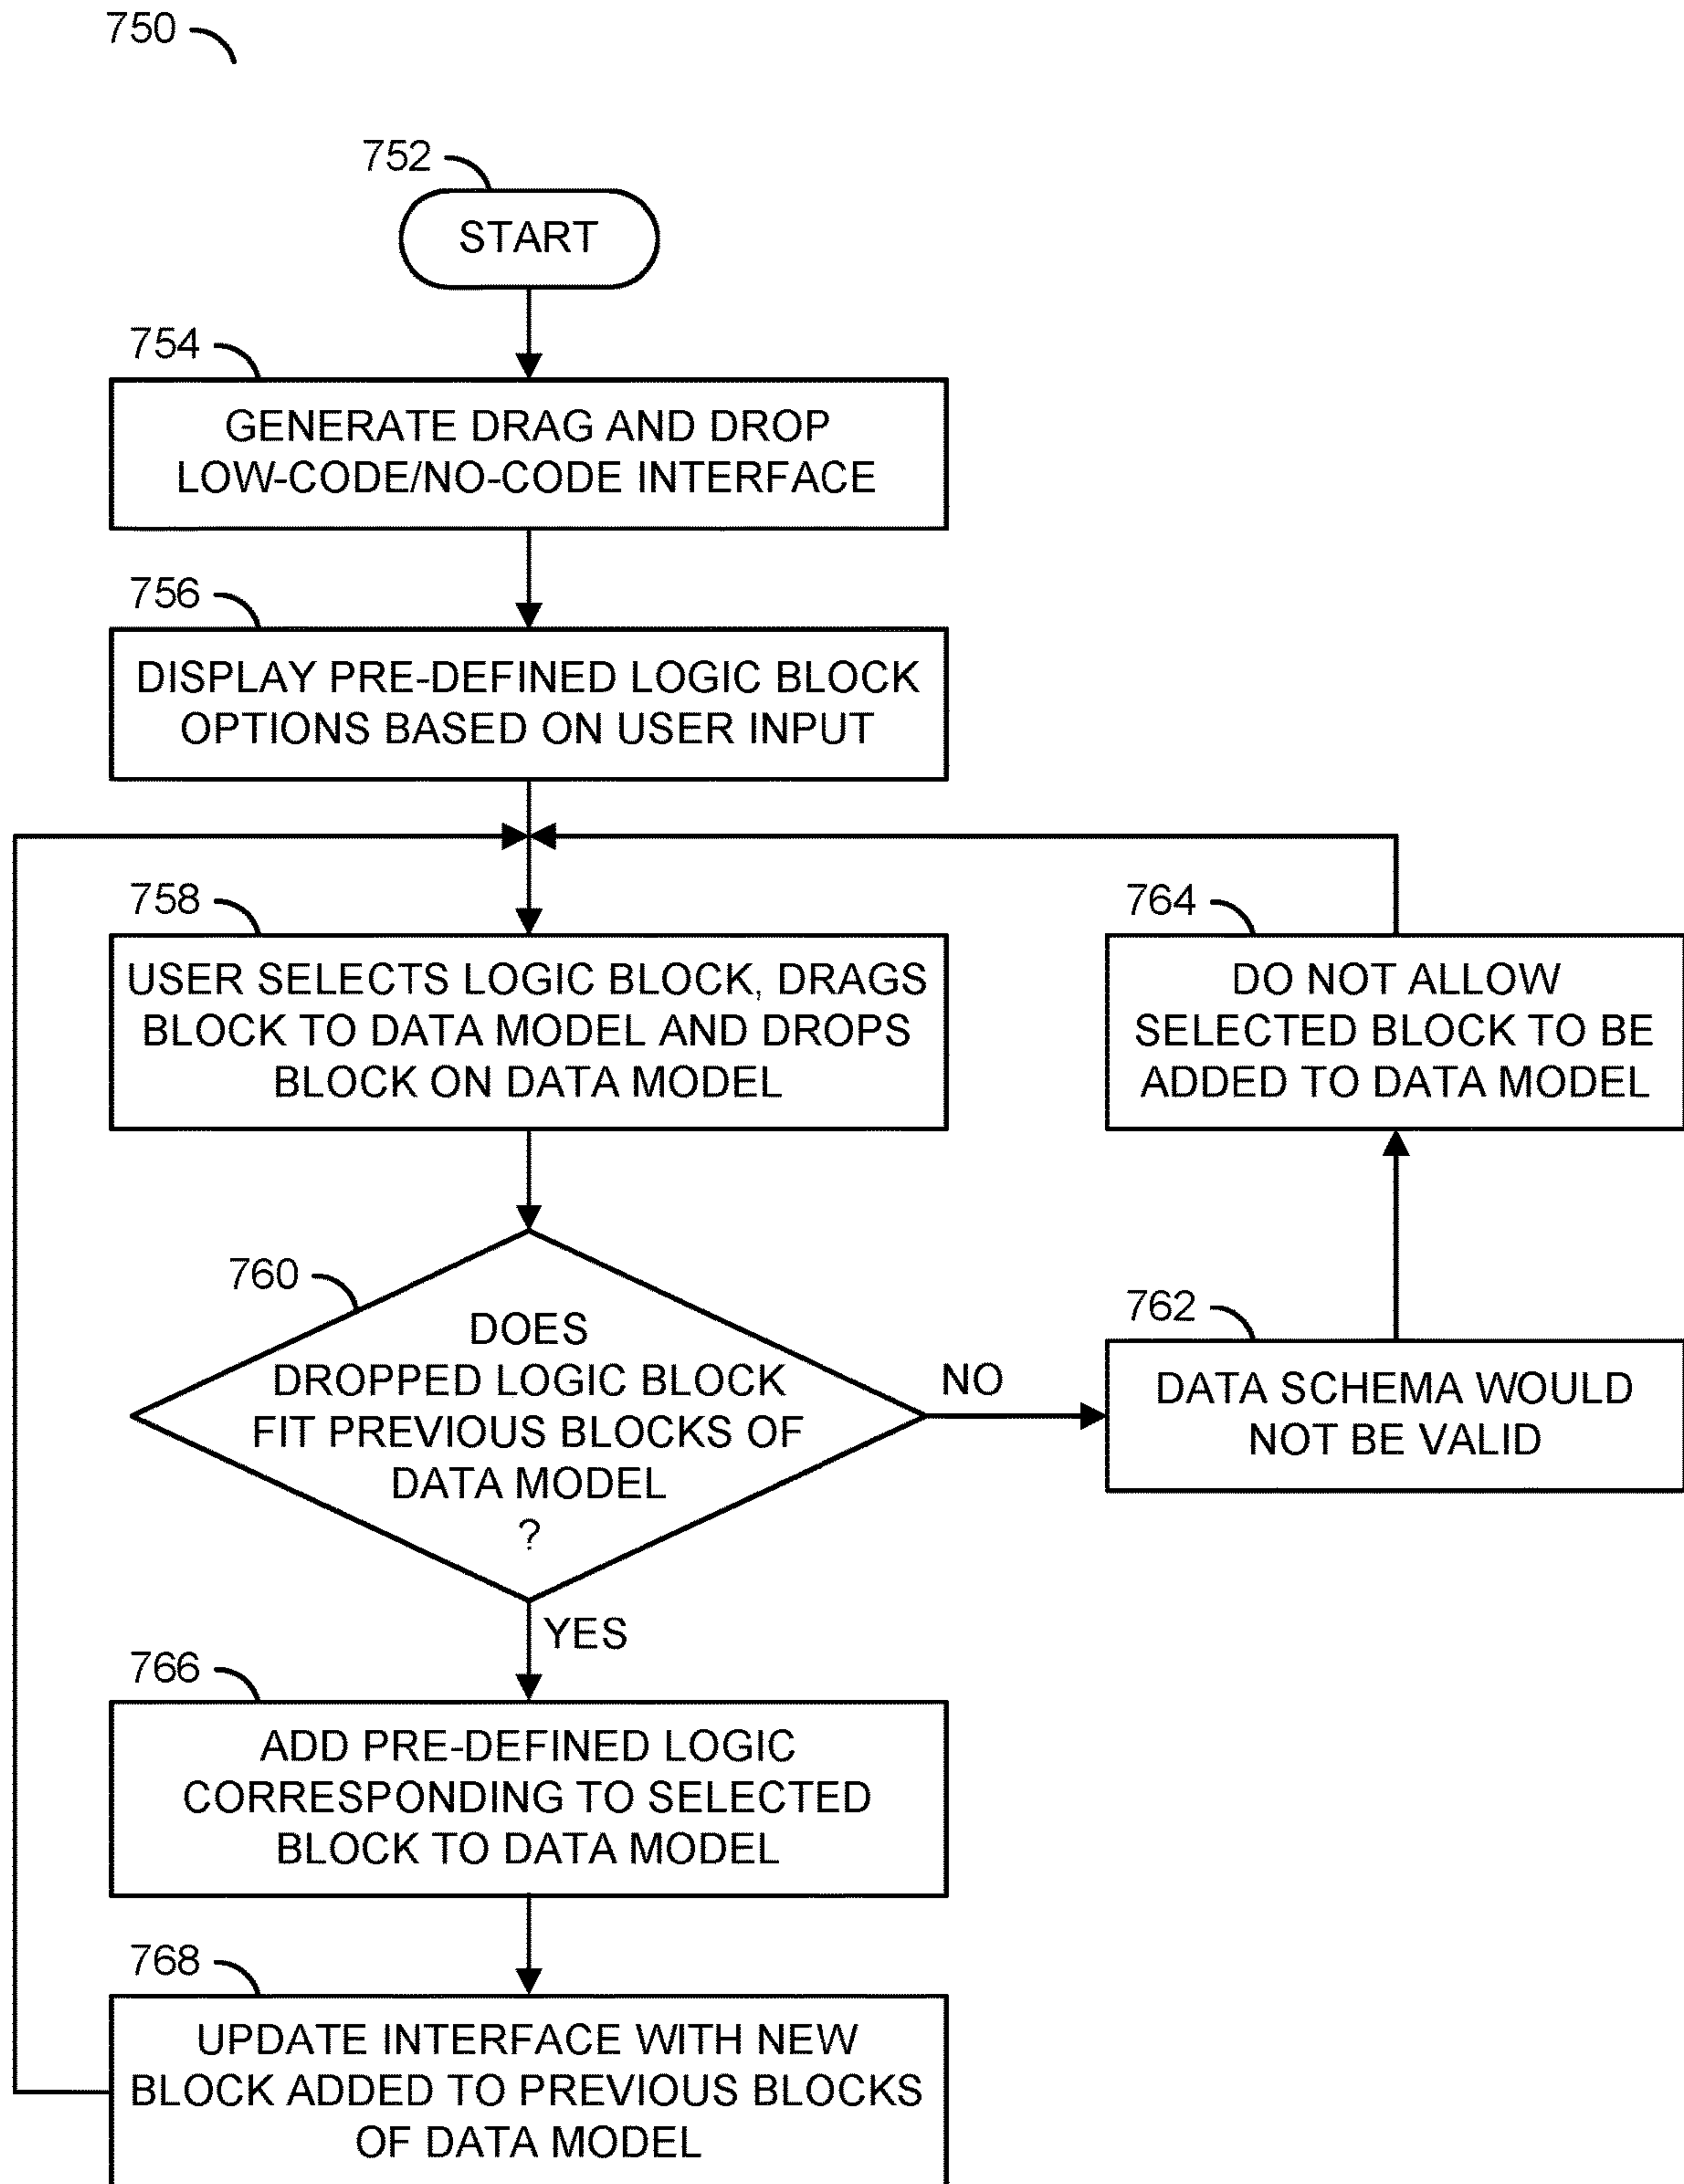 750
752
START
754
GENERATE DRAG AND DROP
LOW-CODE/NO-CODE INTERFACE
756
DISPLAY PRE-DEFINED LOGIC BLOCK
OPTIONS BASED ON USER INPUT
758
USER SELECTS LOGIC BLOCK, DRAGS
BLOCK TO DATA MODEL AND DROPS
BLOCK ON DATA MODEL
764
DO NOT ALLOW
SELECTED BLOCK TO BE
ADDED TO DATA MODEL
760
DOES
DROPPED LOGIC BLOCK
FIT PREVIOUS BLOCKS OF
DATA MODEL
?
NO
762
DATA SCHEMA WOULD
NOT BE VALID
YES
766
ADD PRE-DEFINED LOGIC
CORRESPONDING TO SELECTED
BLOCK TO DATA MODEL
768
UPDATE INTERFACE WITH NEW
BLOCK ADDED TO PREVIOUS BLOCKS
OF DATA MODEL